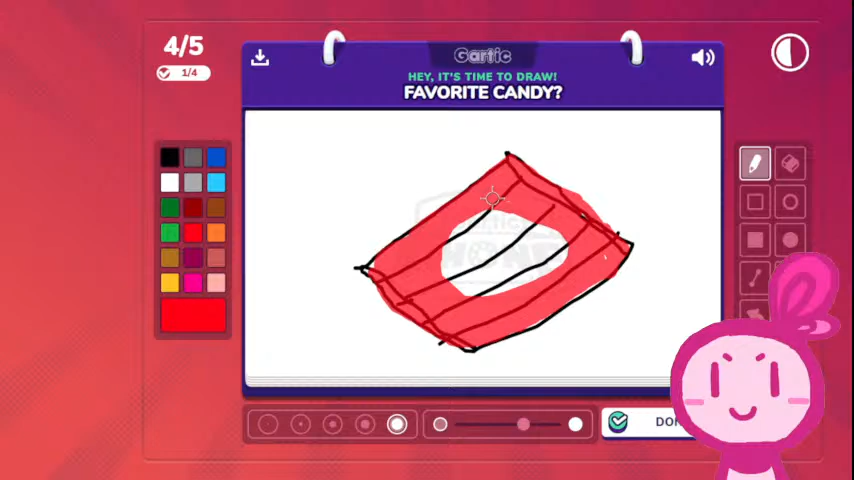 4/5
1/4
Gartic
HEY, IT'S TIME TO DRAW!
FAVORITE CANDY?